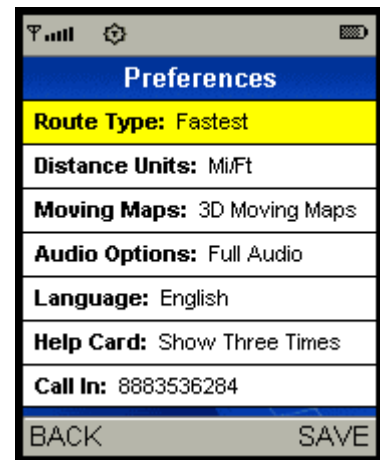 Preferences
Route Type: Fastest
Distance Units: Mi/Ft
Moving Maps: 3D Moving Maps
Audio Options: Full Audio
Language: English
Help Card: Show Three Times
Call In: 8883536284
BACK SAVE